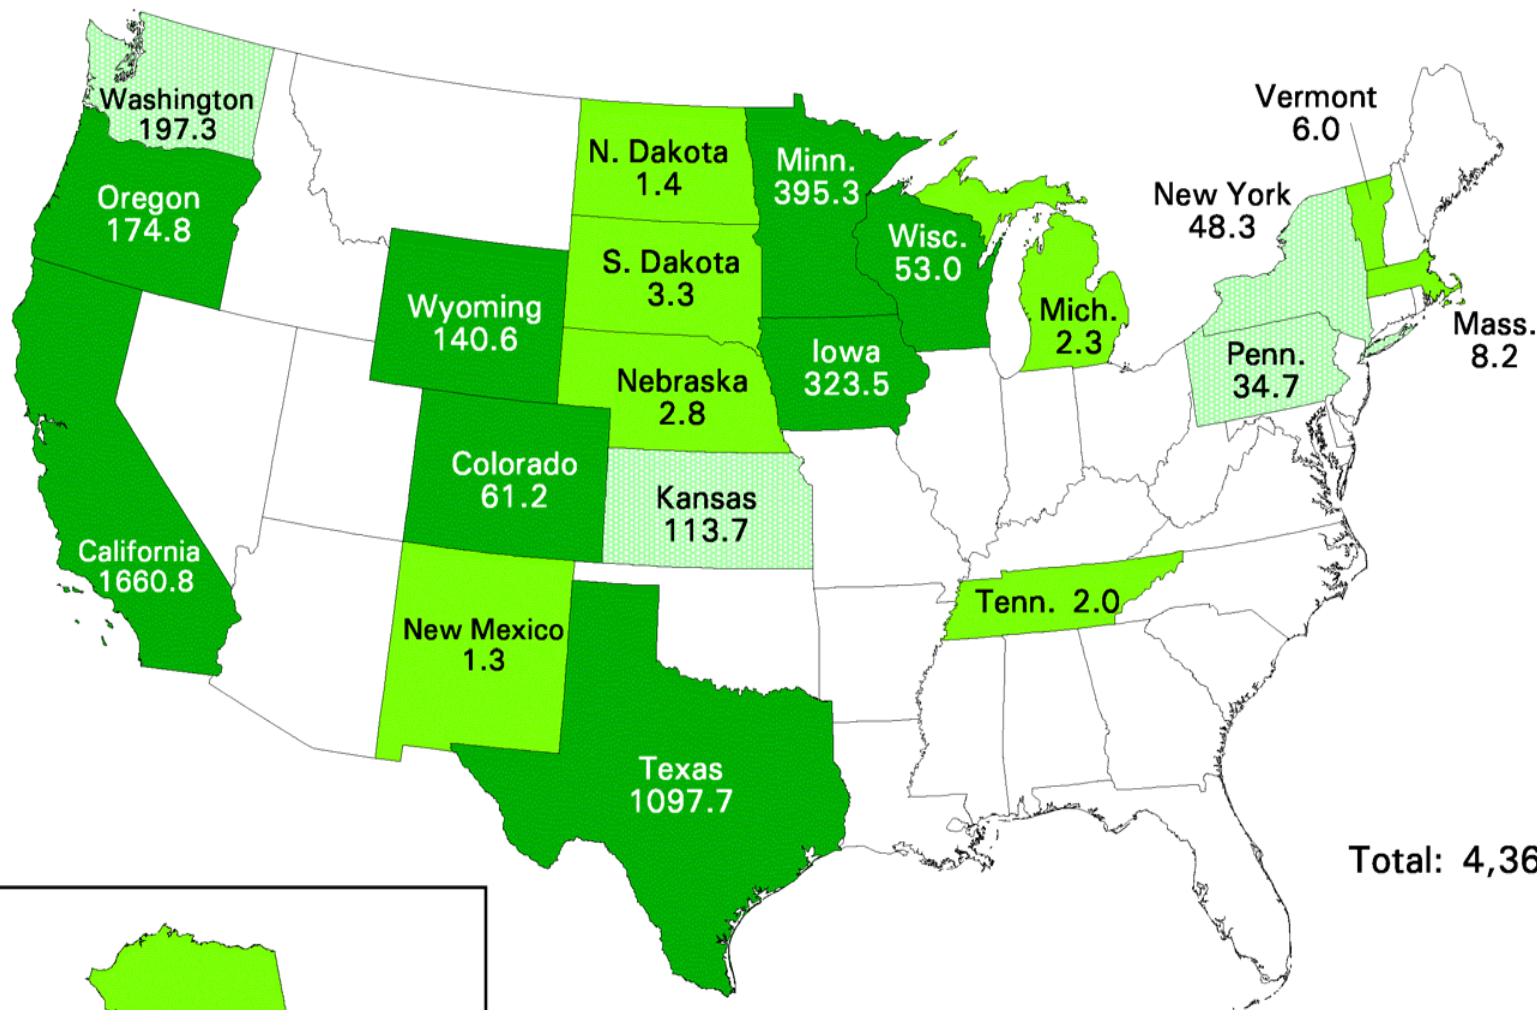 Washington
197.3
Oregon
174.8
California
1660.8
Wyoming
140.6
Colorado
61.2
New Mexico
1.3
N. Dakota
1.4
S. Dakota
3.3
Nebraska
2.8
Kansas
113.7
Texas
1097.7
Minn.
395.3
Iowa
323.5
Wisc.
53.0
Mich.
2.3
Tenn. 2.0
Penn.
34.7
New York
48.3
Vermont
6.0
Mass.
8.2
Total: 4,36